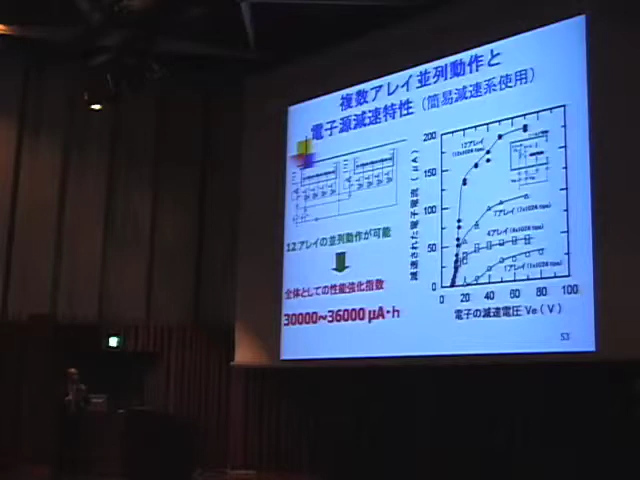 複数アレイ並列動作と
電子源減速特性（簡易減速系使用）
12アレイの並列動作が可能
全体としての性能強化指数
30000~36000 μA·h
減速された電子電流 (μA)
200
150
100
50
0
12アレイ
7アレイ
4アレイ
1アレイ
0 20 40 60 80 100
電子の減速電圧 Ve (V)
53